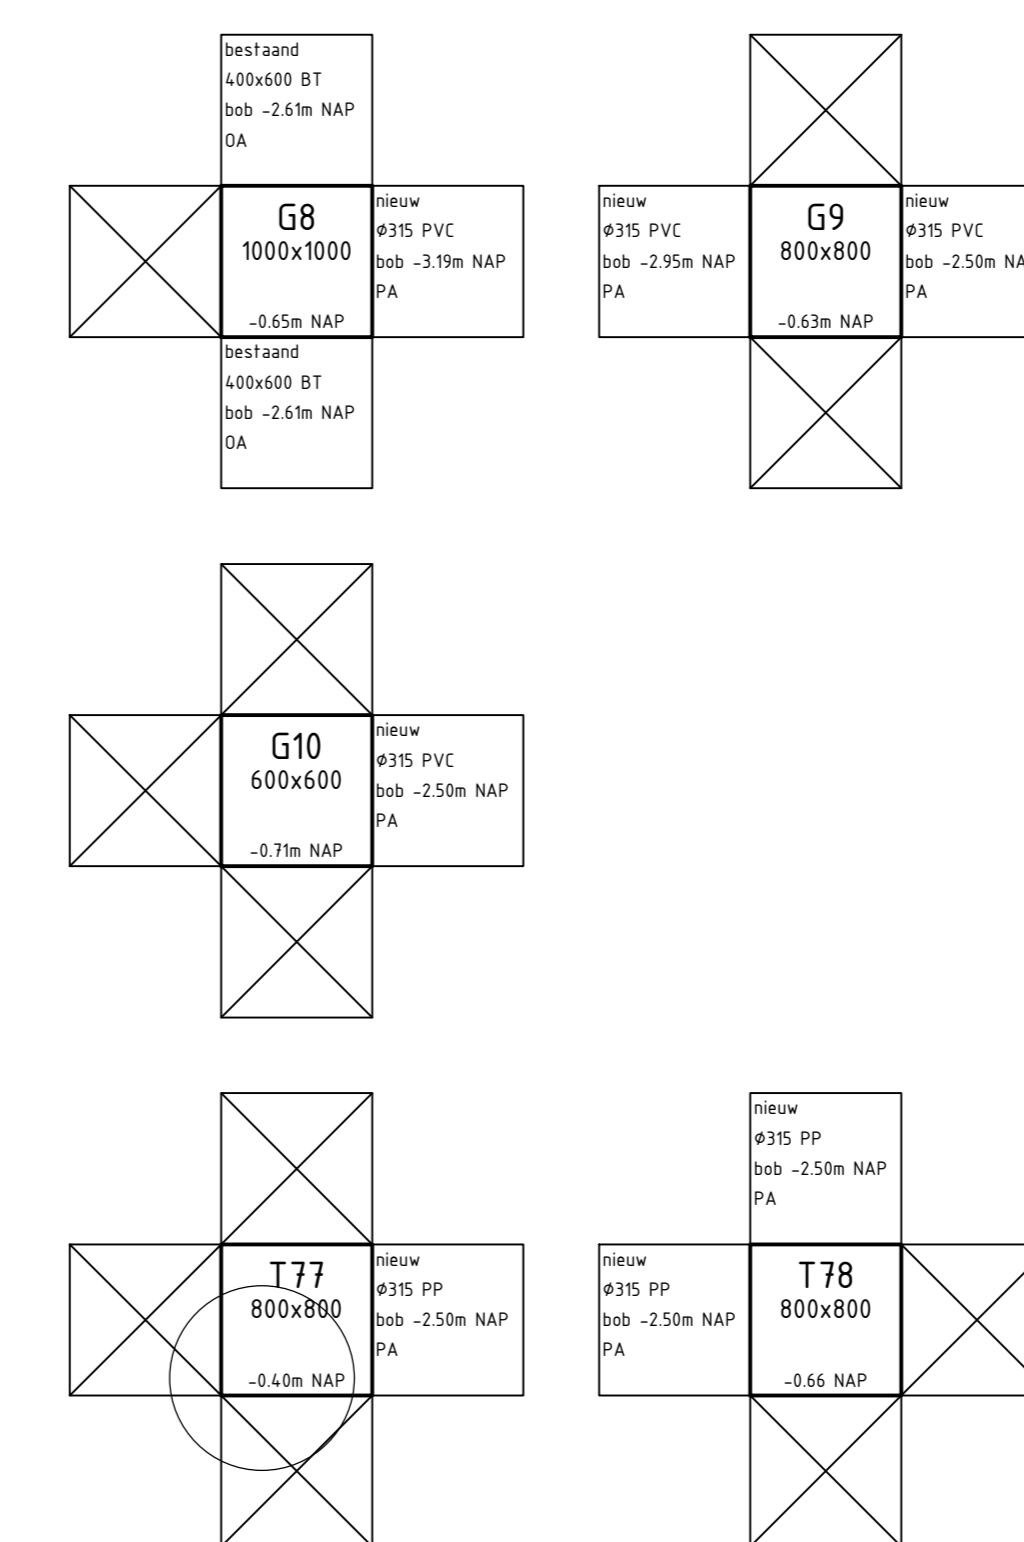 bestaand
400x600 BT
bob -2.61m NAP
OA
G8
1000x1000
-0.65m NAP
nieuw
ø315 PVC
bob -3.19m NAP
PA
bestaand
400x600 BT
bob -2.61m NAP
OA
nieuw
ø315 PVC
bob -2.95m NAP
PA
G9
800x800
-0.63m NAP
nieuw
ø315 PVC
bob -2.50m NA
PA
G10
600x600
-0.71m NAP
nieuw
ø315 PVC
bob -2.50m NAP
PA
T77
800x800
-0.40m NAP
nieuw
ø315 PP
bob -2.50m NAP
PA
nieuw
ø315 PP
bob -2.50m NAP
PA
nieuw
ø315 PP
bob -2.50m NAP
PA
T78
800x800
-0.66 NAP